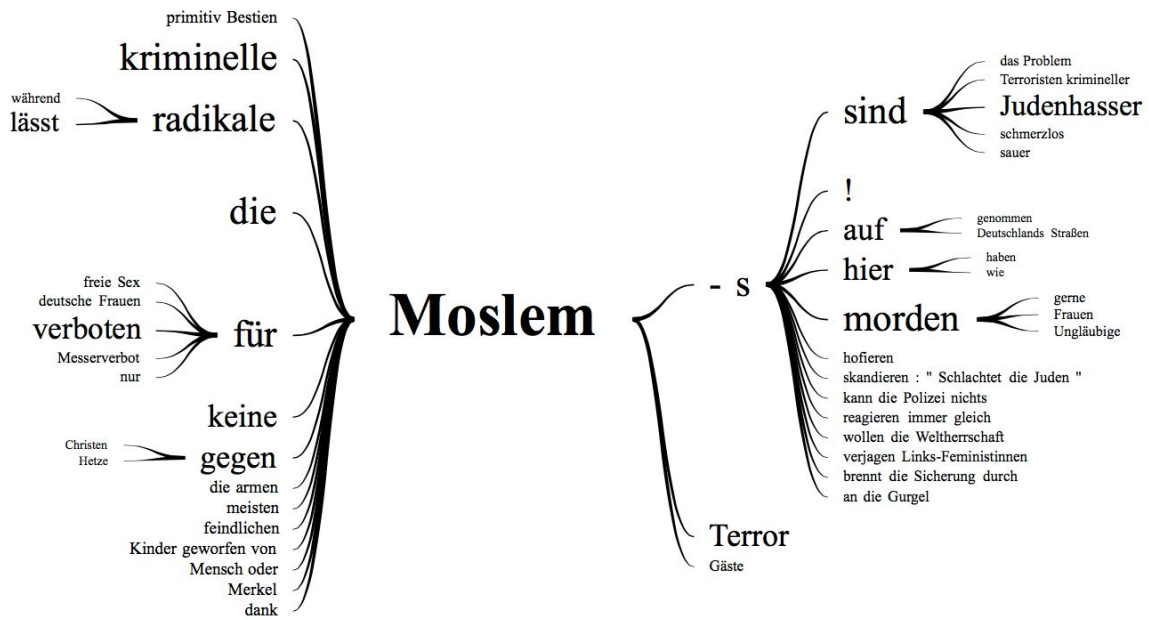 primitiv Bestien
kriminelle
während
lässt
radikale
die
freie Sex
deutsche Frauen
verboten
Messerverbot
nur
für
keine
Christen
Hetze
gegen
die armen
meisten
feindlichen
Kinder geworfen von
Mensch oder
Merkel
dank
Moslem
- s
sind
das Problem
Terroristen krimineller
Judenhasser
schmerzlos
sauer
!
auf
genommen
Deutschlands Straßen
hier
haben
wie
morden
gerne
Frauen
Ungläubige
hofieren
skandieren : " Schlachtet die Juden "
kann die Polizei nichts
reagieren immer gleich
wollen die Weltherrschaft
verjagen Links-Feministinnen
brennt die Sicherung durch
an die Gurgel
Terror
Gäste